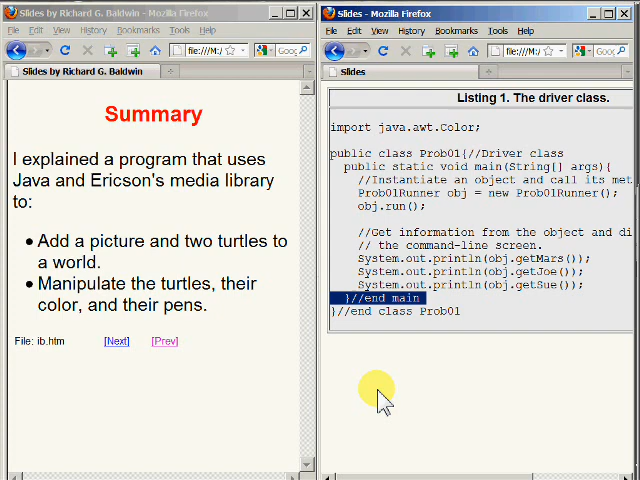 Slides by Richard G. Baldwin - Mozilla Firefox
File Edit View History Bookmarks Tools Help
file:///M:/
Goog
Slides by Richard G. Baldwin
Summary
I explained a program that uses
Java and Ericson's media library
to:
• Add a picture and two turtles to
a world.
• Manipulate the turtles, their
color, and their pens.
File: ib.htm [Next] [Prev]
Slides - Mozilla Firefox
File Edit View History Bookmarks Tools Help
file:///M:/
Goog
Slides
Listing 1. The driver class.
import java.awt.Color;
public class Prob01{//Driver class
public static void main(String[] args){
//Instantiate an object and call its met
Prob01Runner obj = new Prob01Runner();
obj.run();
//Get information from the object and di
// the command-line screen.
System.out.println(obj.getMars());
System.out.println(obj.getJoe());
System.out.println(obj.getSue());
}//end main
}//end class Prob01